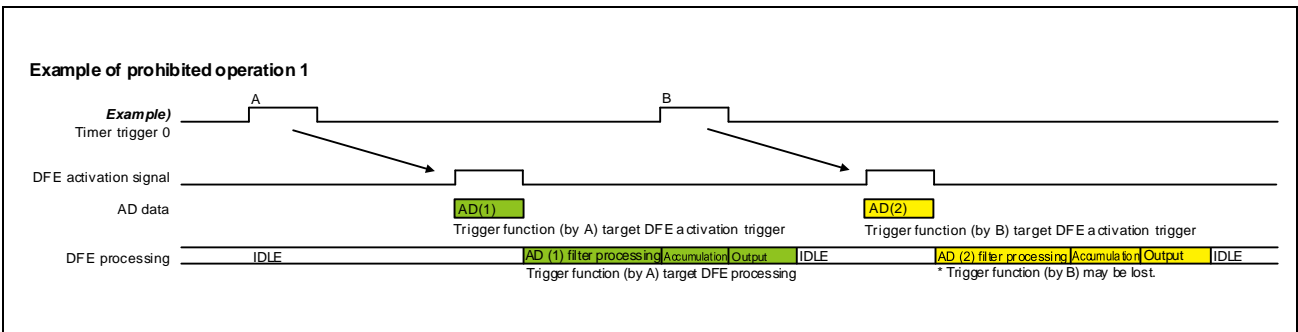 Example of prohibited operation 1
A
B
Example)
Timer trigger 0
DFE activation signal
AD data
AD(1)
AD(2)
Trigger function (by A) target DFE activation trigger
Trigger function (by B) target DFE activation trigger
DFE processing
IDLE
AD (1) filter processing
Accumulation
Output
IDLE
AD (2) filter processing
Accumulation
Output
IDLE
Trigger function (by A) target DFE processing
* Trigger function (by B) may be lost.